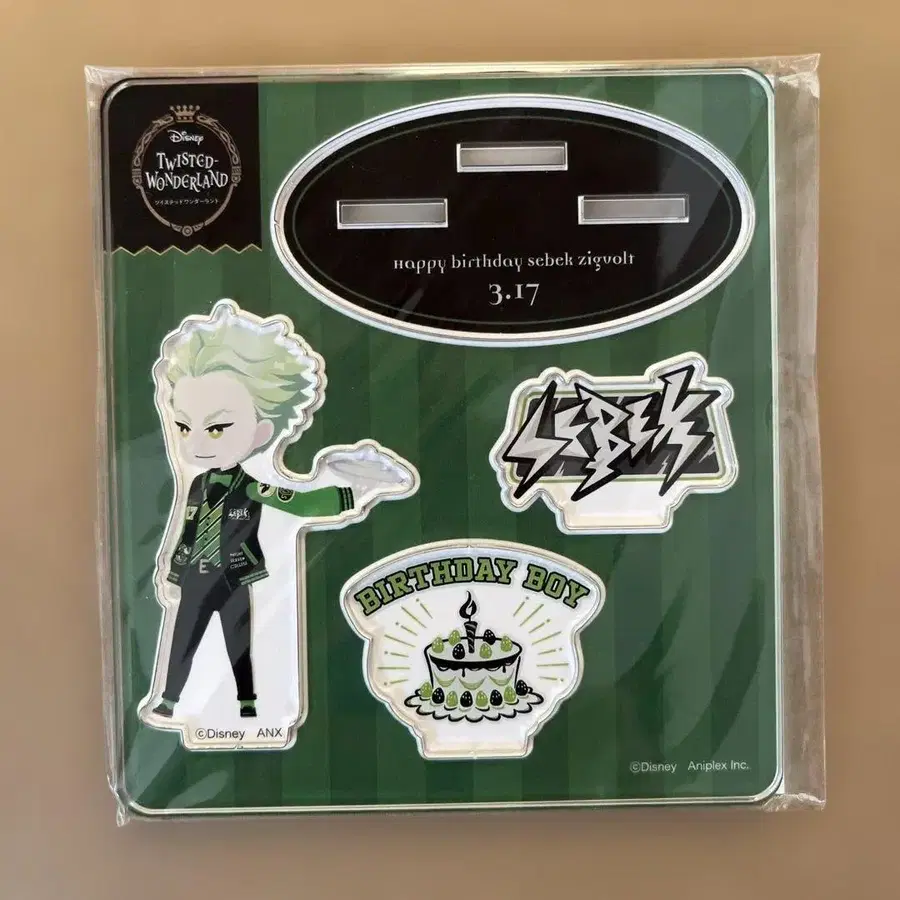 Disney
TWISTED-
WONDERLAND
ツイステッドワンダーランド
Happy birthday sebek zigvolt
3.17
SEBEK
BIRTHDAY BOY
©Disney ANX
©Disney Aniplex Inc.